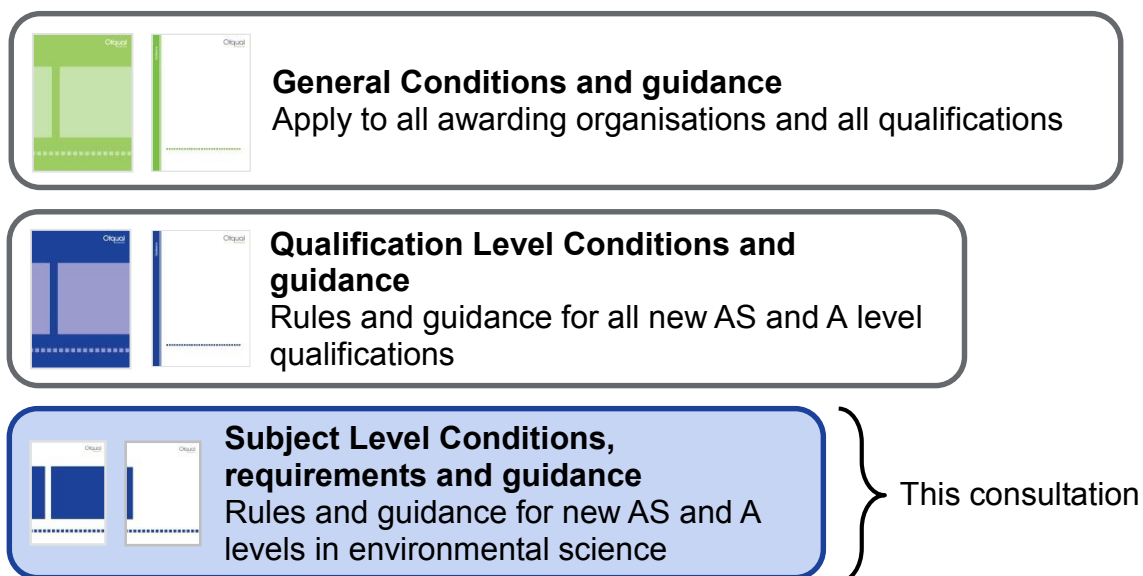 Ofqual
Ofqual
General Conditions and guidance
Apply to all awarding organisations and all qualifications
Ofqual
Ofqual
Qualification Level Conditions and
guidance
Rules and guidance for all new AS and A level
qualifications
Ofqual
Ofqual
Subject Level Conditions,
requirements and guidance
Rules and guidance for new AS and A
levels in environmental science
This consultation